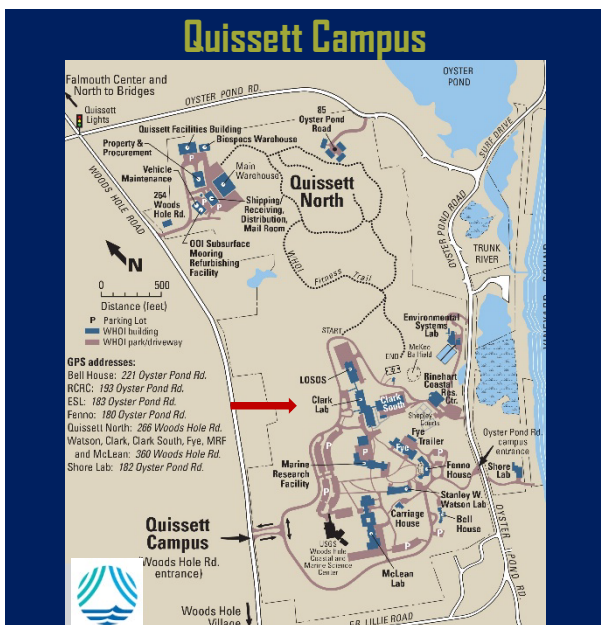 Quissett Campus
Falmouth Center and
North to Bridges
Quissett
Lights
OYSTER POND RD.
OYSTER
POND
SURF DRIVE
85
Oyster Pond
Road
Quissett Facilities Building
Biospecs Warehouse
Property &
Procurement
Main
Warehouse
Vehicle
Maintenance
264
Woods
Hole Rd.
Shipping/
Receiving,
Distribution,
Mail Room
Quissett
North
WOODS HOLE ROAD
OYSTER POND ROAD
TRUNK
RIVER
OOI Subsurface
Mooring
Refurbishing
Facility
N
WHOI Fitness Trail
0 500
Distance (feet)
P Parking Lot
WHOI building
WHOI park/driveway
START
END
McKee
Ballfield
Environmental
Systems
Lab
GPS addresses:
Bell House: 221 Oyster Pond Rd.
RCRC: 193 Oyster Pond Rd.
ESL: 183 Oyster Pond Rd.
Fenno: 180 Oyster Pond Rd.
Quissett North: 266 Woods Hole Rd.
Watson, Clark, Clark South, Fye, MRF
and McLean: 360 Woods Hole Rd.
Shore Lab: 182 Oyster Pond Rd.
LOSOS
Clark
Lab
Clark
South
Rinehart
Coastal
Res.
Ctr.
Shepley
Courts
Fye
Trailer
Fye
Oyster Pond Rd.
campus
entrance
Marine
Research
Facility
Fenno
House
Shore
Lab
Stanley W.
Watson Lab
Carriage
House
Bell
House
Quissett
Campus
(Woods Hole Rd.
entrance)
USGS
Woods Hole
Coastal and
Marine Science
Center
McLean
Lab
OYSTER POND ROAD
Woods Hole
Village
ER LILLIE ROAD
P
P
P
P
P
P
P
P
P